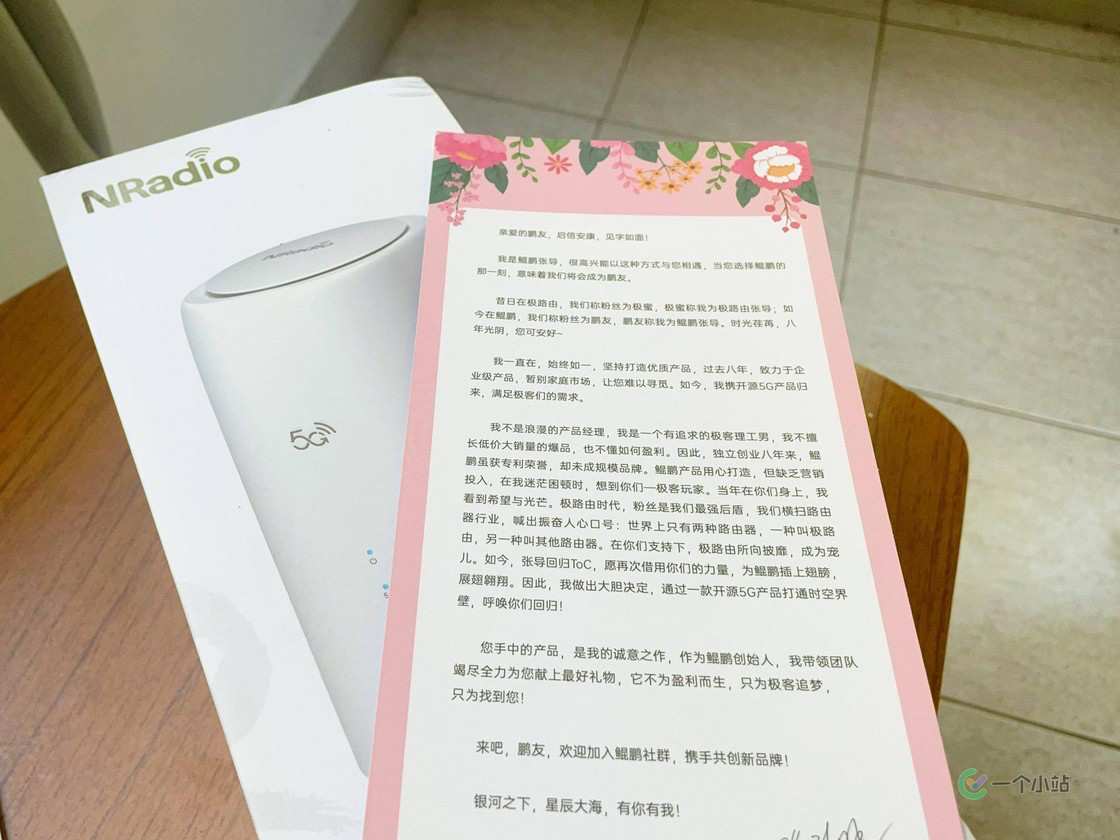 NRadio
NRadio
5G
亲爱的鹏友，启信安康，见字如面！
我是鲲鹏张导，很高兴能以这种方式与您相遇，当您选择鲲鹏的
那一刻，意味着我们将会成为鹏友。
昔日在极路由，我们称粉丝为极蜜，极蜜称我为极路由张导；如
今在鲲鹏，我们称粉丝为鹏友，鹏友称我为鲲鹏张导。时光荏苒，八
年光阴，您可安好~
我一直在，始终如一，坚持打造优质产品，过去八年，致力于企
业级产品，暂别家庭市场，让您难以寻觅。如今，我携开源5G产品归
来，满足极客们的需求。
我不是浪漫的产品经理，我是一个有追求的极客理工男，我不擅
长低价大销量的爆品，也不懂如何盈利。因此，独立创业八年来，鲲
鹏虽获专利荣誉，却未成规模品牌。鲲鹏产品用心打造，但缺乏营销
投入，在我迷茫困顿时，想到你们—极客玩家。当年在你们身上，我
看到希望与光芒。极路由时代，粉丝是我们最强后盾，我们横扫路由
器行业，喊出振奋人心口号：世界上只有两种路由器，一种叫极路
由，另一种叫其他路由器。在你们支持下，极路由所向披靡，成为宠
儿。如今，张导回归ToC，愿再次借用你们的力量，为鲲鹏插上翅膀，
展翅翱翔。因此，我做出大胆决定，通过一款开源5G产品打通时空界
壁，呼唤你们回归！
您手中的产品，是我的诚意之作，作为鲲鹏创始人，我带领团队
竭尽全力为您献上最好礼物，它不为盈利而生，只为极客追梦，
只为找到您！
来吧，鹏友，欢迎加入鲲鹏社群，携手共创新品牌！
银河之下，星辰大海，有你有我！
一个小站